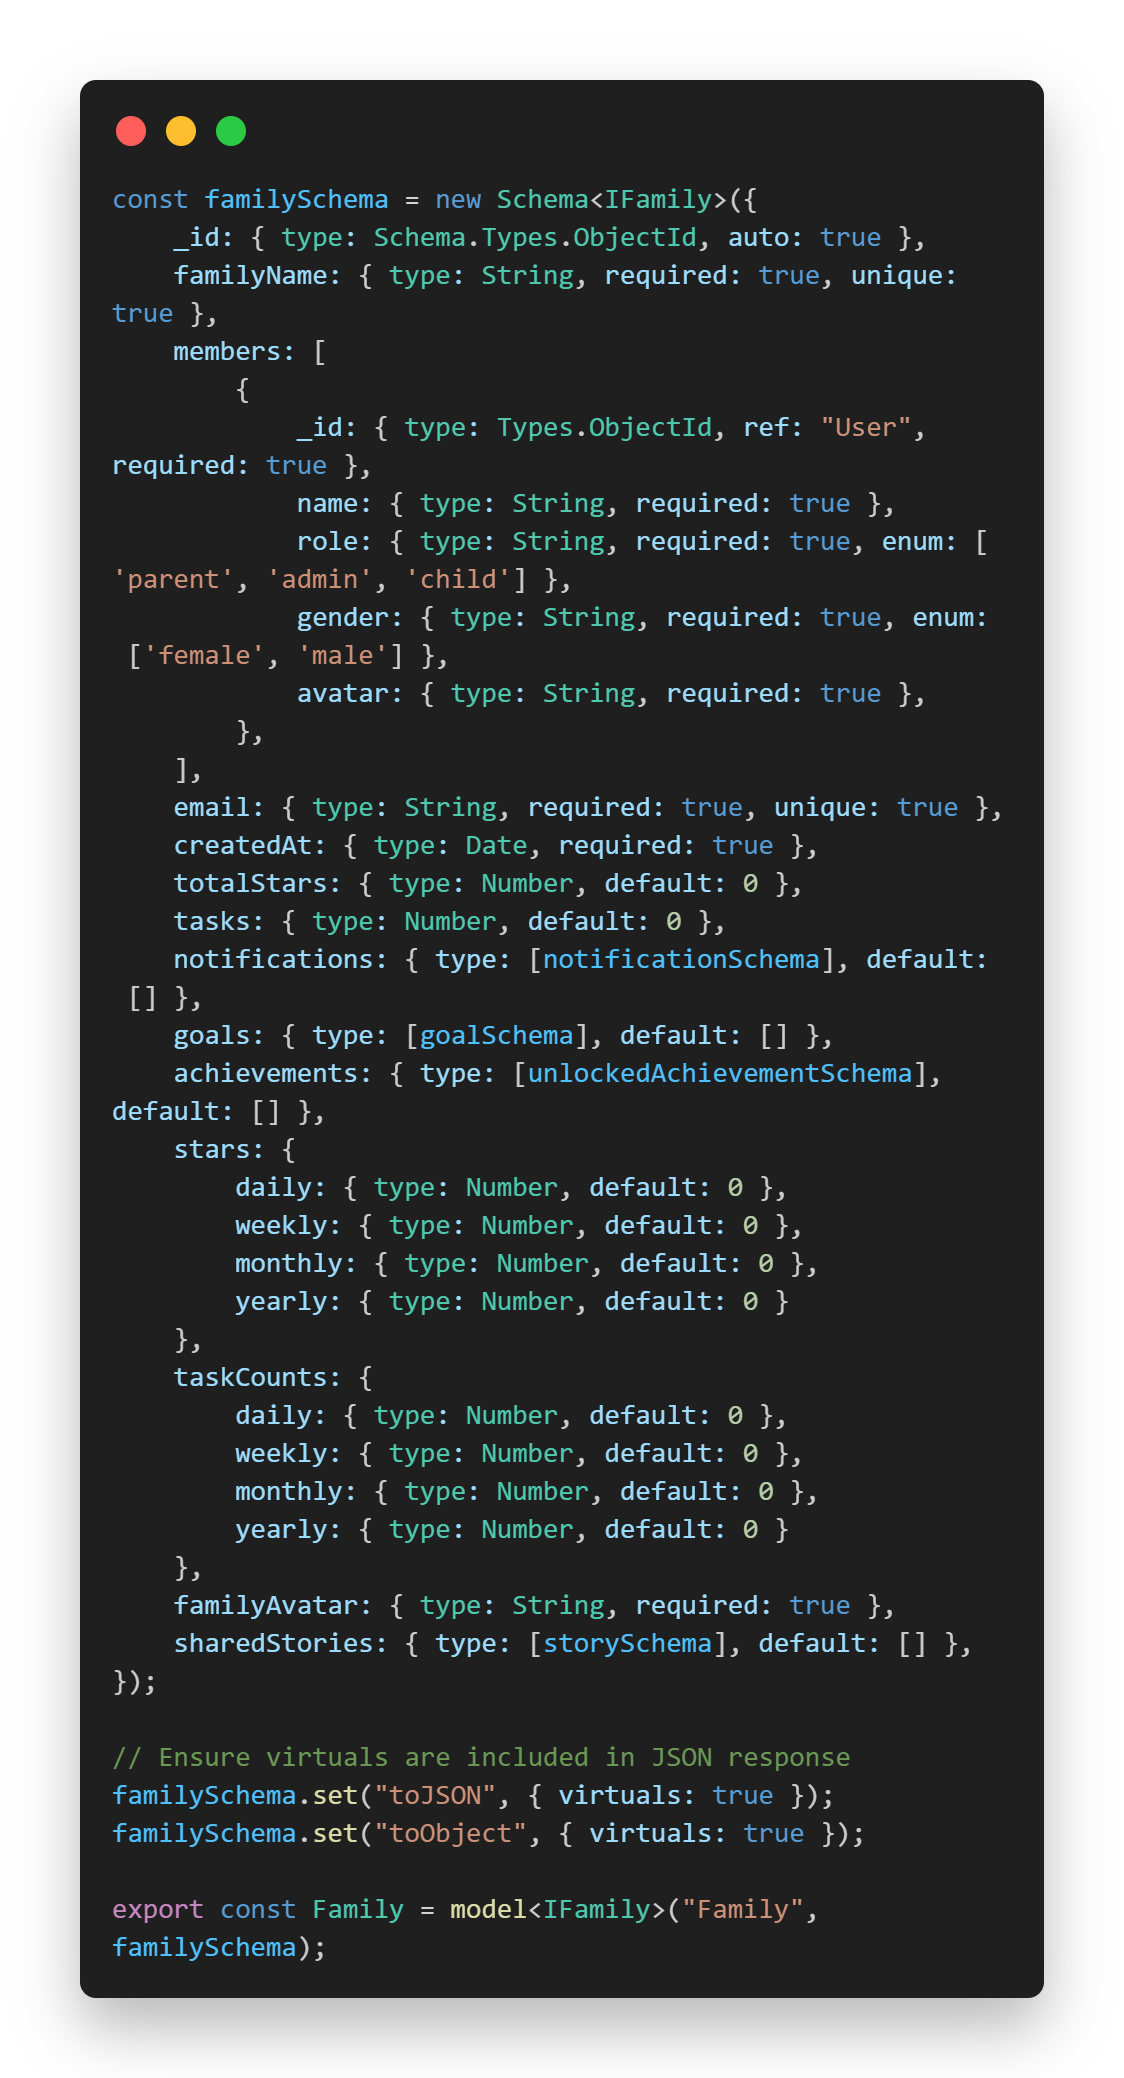 const familySchema = new Schema<IFamily>({
    _id: { type: Schema.Types.ObjectId, auto: true },
    familyName: { type: String, required: true, unique:
true },
    members: [
        {
            _id: { type: Types.ObjectId, ref: "User",
required: true },
            name: { type: String, required: true },
            role: { type: String, required: true, enum: [
'parent', 'admin', 'child'] },
            gender: { type: String, required: true, enum:
 ['female', 'male'] },
            avatar: { type: String, required: true },
        },
    ],
    email: { type: String, required: true, unique: true },
    createdAt: { type: Date, required: true },
    totalStars: { type: Number, default: 0 },
    tasks: { type: Number, default: 0 },
    notifications: { type: [notificationSchema], default:
 [] },
    goals: { type: [goalSchema], default: [] },
    achievements: { type: [unlockedAchievementSchema],
default: [] },
    stars: {
        daily: { type: Number, default: 0 },
        weekly: { type: Number, default: 0 },
        monthly: { type: Number, default: 0 },
        yearly: { type: Number, default: 0 }
    },
    taskCounts: {
        daily: { type: Number, default: 0 },
        weekly: { type: Number, default: 0 },
        monthly: { type: Number, default: 0 },
        yearly: { type: Number, default: 0 }
    },
    familyAvatar: { type: String, required: true },
    sharedStories: { type: [storySchema], default: [] },
});

// Ensure virtuals are included in JSON response
familySchema.set("toJSON", { virtuals: true });
familySchema.set("toObject", { virtuals: true });

export const Family = model<IFamily>("Family",
familySchema);